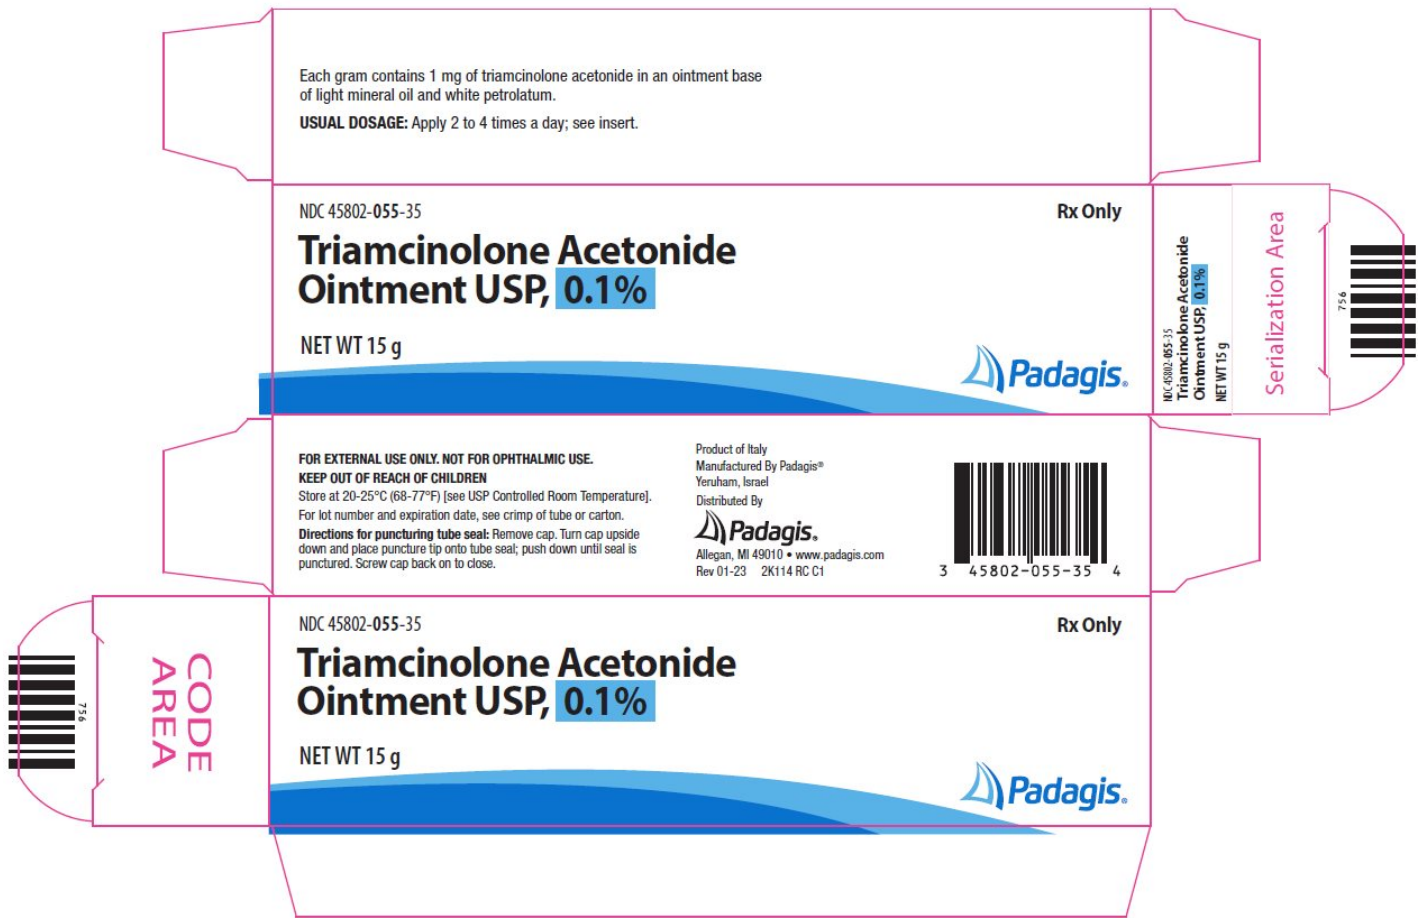 Each gram contains 1 mg of triamcinolone acetonide in an ointment base
of light mineral oil and white petrolatum.
USUAL DOSAGE: Apply 2 to 4 times a day; see insert.
NDC 45802-055-35
Rx Only
Triamcinolone Acetonide
Ointment USP, 0.1%
NET WT 15 g
Padagis®
NDC 45802-055-35
Triamcinolone Acetonide
Ointment USP, 0.1%
NET WT 15 g
Serialization Area
756
FOR EXTERNAL USE ONLY. NOT FOR OPHTHALMIC USE.
KEEP OUT OF REACH OF CHILDREN
Store at 20-25°C (68-77°F) [see USP Controlled Room Temperature].
For lot number and expiration date, see crimp of tube or carton.
Directions for puncturing tube seal: Remove cap. Turn cap upside
down and place puncture tip onto tube seal; push down until seal is
punctured. Screw cap back on to close.
Product of Italy
Manufactured By Padagis®
Yeruham, Israel
Distributed By
Padagis®
Allegan, MI 49010 • www.padagis.com
Rev 01-23 2K114 RC C1
3 45802-055-35 4
756
CODE
AREA
NDC 45802-055-35
Rx Only
Triamcinolone Acetonide
Ointment USP, 0.1%
NET WT 15 g
Padagis®